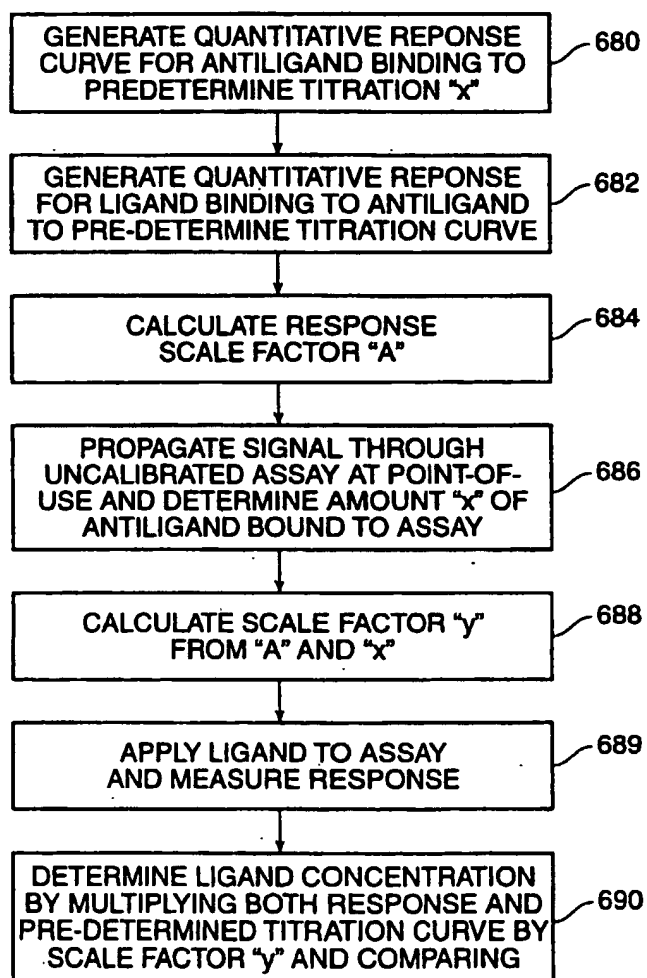 GENERATE QUANTITATIVE REPONSE
CURVE FOR ANTILIGAND BINDING TO
PREDETERMINE TITRATION "x"
680
GENERATE QUANTITATIVE REPONSE
FOR LIGAND BINDING TO ANTILIGAND
TO PRE-DETERMINE TITRATION CURVE
682
CALCULATE RESPONSE
SCALE FACTOR "A"
684
PROPAGATE SIGNAL THROUGH
UNCALIBRATED ASSAY AT POINT-OF-
USE AND DETERMINE AMOUNT "x" OF
ANTILIGAND BOUND TO ASSAY
686
CALCULATE SCALE FACTOR "y"
FROM "A" AND "x"
688
APPLY LIGAND TO ASSAY
AND MEASURE RESPONSE
689
DETERMINE LIGAND CONCENTRATION
BY MULTIPLYING BOTH RESPONSE AND
PRE-DETERMINED TITRATION CURVE BY
SCALE FACTOR "y" AND COMPARING
690